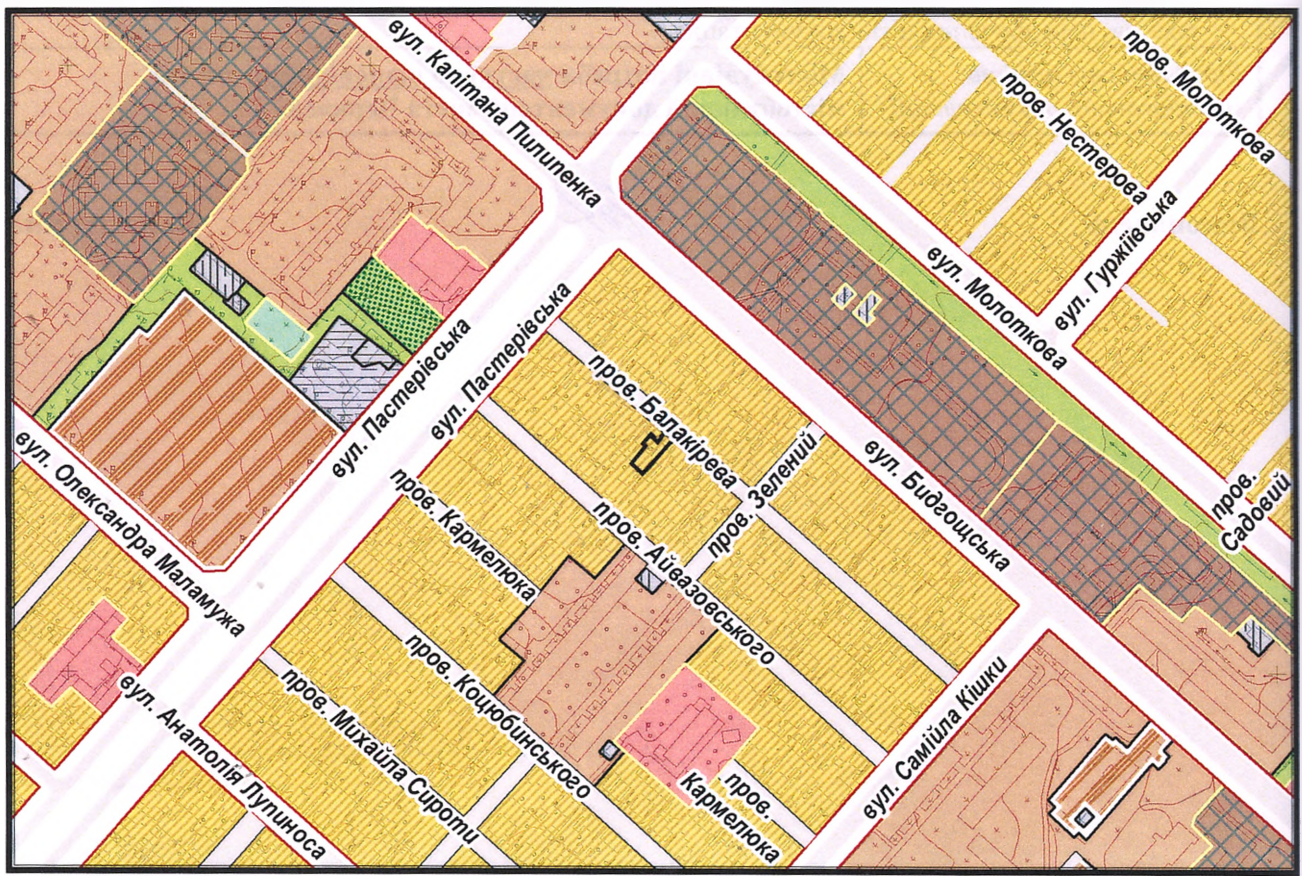 вул. Капітана Пилипенка
пров. Молоткова
пров. Нестерова
вул. Гуржіївська
вул. Молоткова
вул. Пастерівська
вул. Пастерівська
пров. Балакірева
пров. Зелений
вул. Бидгощська
пров.
Садовий
вул. Олександра Маламужа
пров. Кармелюка
пров. Айвазовського
пров. Коцюбинського
вул. Самійла Кішки
вул. Анатолія Лупиноса
пров. Михайла Сироти
пров.
Кармелюка